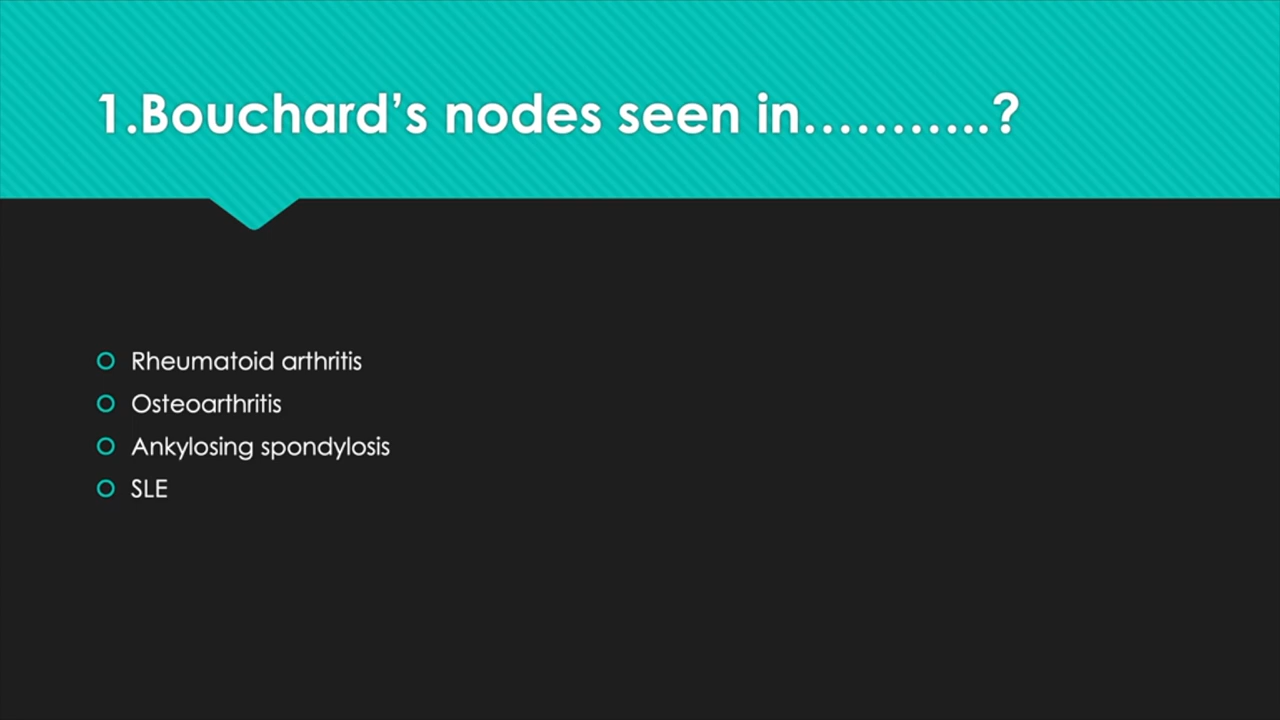 1.Bouchard’s nodes seen in………..?
Rheumatoid arthritis
Osteoarthritis
Ankylosing spondylosis
SLE